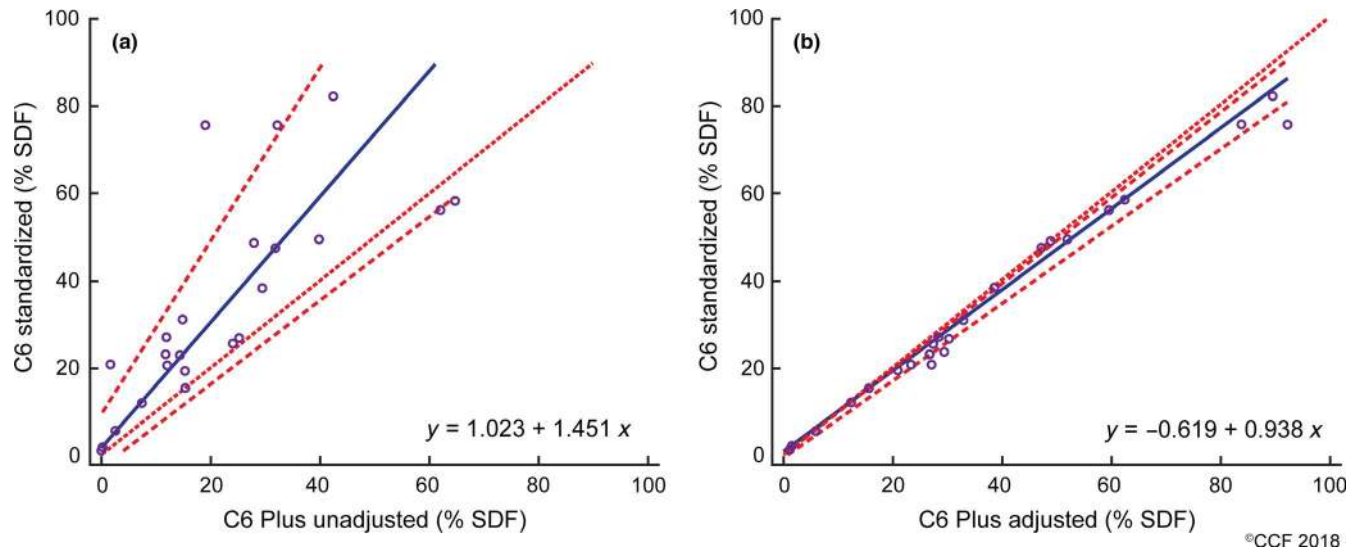 (a)
C6 standardized (% SDF)
100
80
60
40
20
0
0 20 40 60 80 100
C6 Plus unadjusted (% SDF)
y = 1.023 + 1.451 x
(b)
C6 standardized (% SDF)
100
80
60
40
20
0
0 20 40 60 80 100
C6 Plus adjusted (% SDF)
y = −0.619 + 0.938 x
©CCF 2018